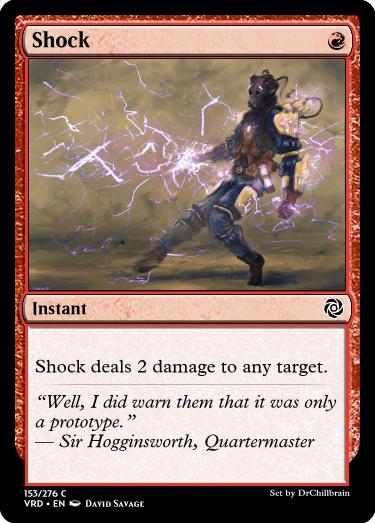 Shock
Instant
Shock deals 2 damage to any target.
“Well, I did warn them that it was only
a prototype.”
— Sir Hogginsworth, Quartermaster
153/276 C
VRD • EN DAVID SAVAGE
Set by DrChillbrain